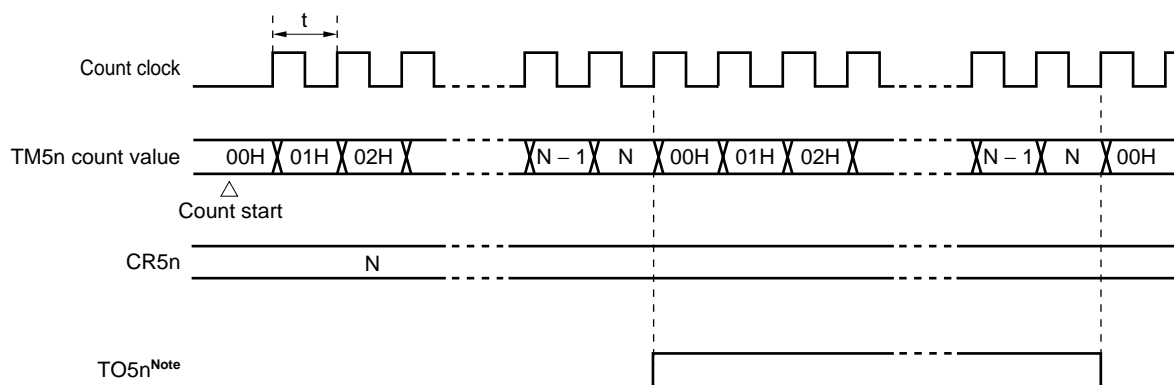 t
Count clock
TM5n count value 00H 01H 02H N − 1 N 00H 01H 02H N − 1 N 00H
Count start
CR5n N
TO5nNote